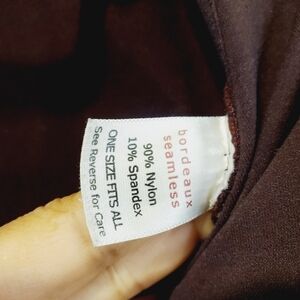 bordeaux
seamless
90% Nylon
10% Spandex
ONE SIZE FITS ALL
See Reverse for Care